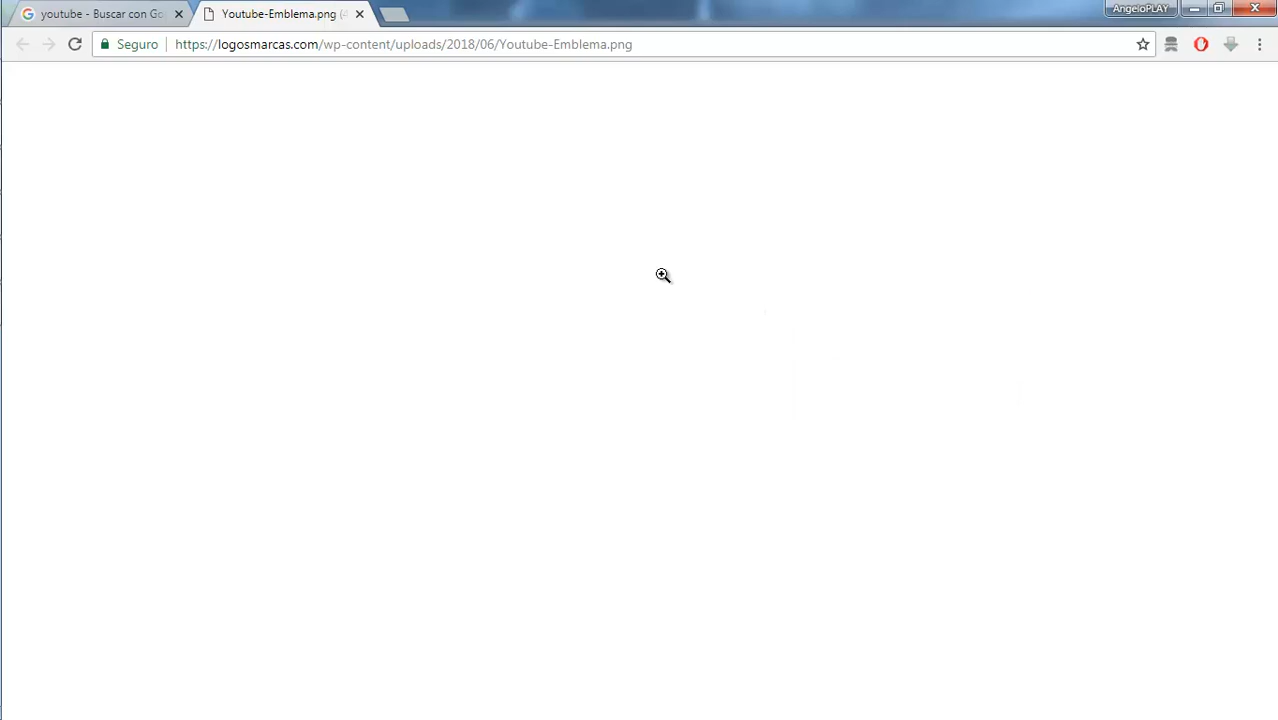 youtube - Buscar con Go
Youtube-Emblema.png (4
AngeloPLAY
Seguro
https://logosmarcas.com/wp-content/uploads/2018/06/Youtube-Emblema.png